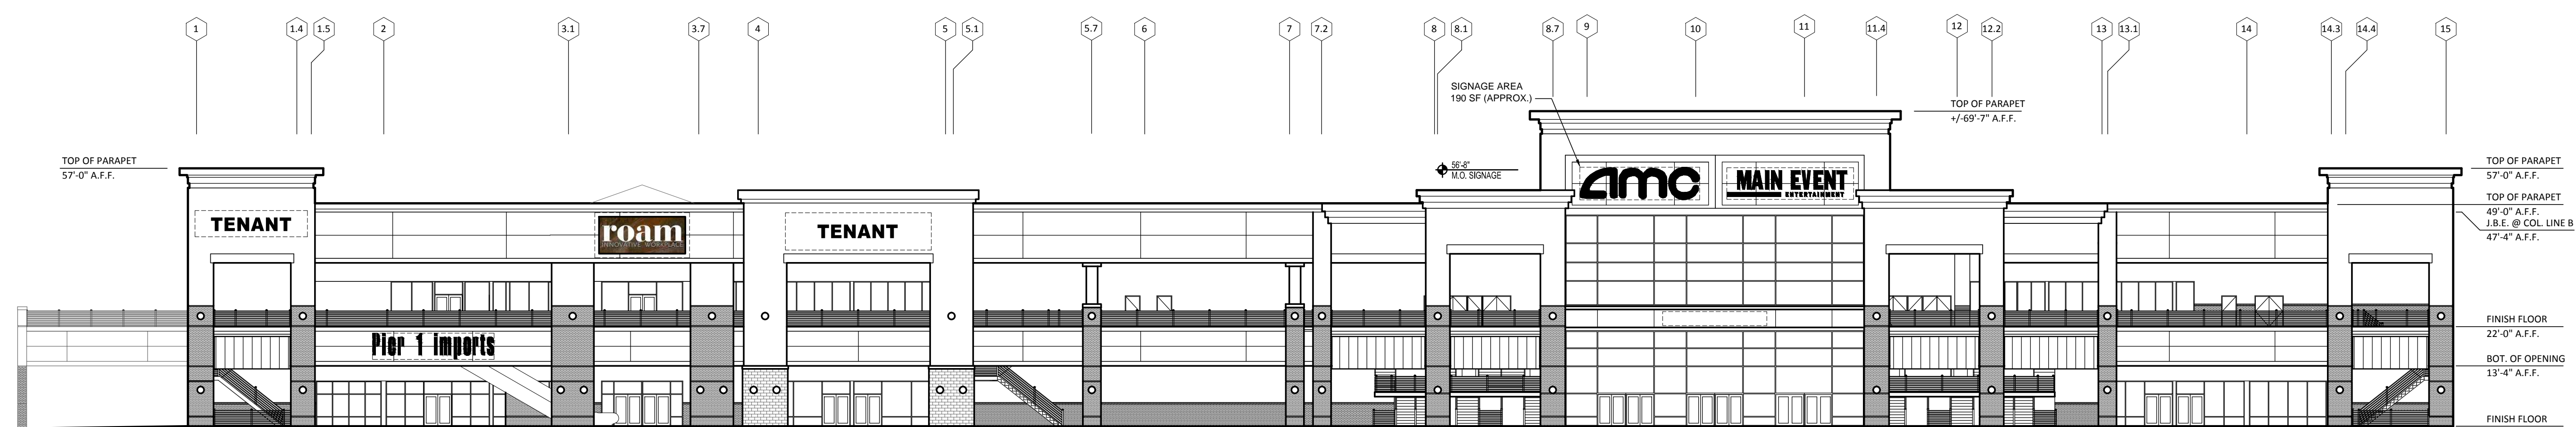 1
1.4
1.5
2
3.1
3.7
4
5
5.1
5.7
6
7
7.2
8
8.1
8.7
9
10
11
11.4
12
12.2
13
13.1
14
14.3
14.4
15
SIGNAGE AREA
190 SF (APPROX.)
TOP OF PARAPET
+/-69'-7" A.F.F.
TOP OF PARAPET
57'-0" A.F.F.
56'-8"
M.O. SIGNAGE
TOP OF PARAPET
57'-0" A.F.F.
amc
MAIN EVENT
ENTERTAINMENT
TENANT
roam
INNOVATIVE WORKPLACE
TENANT
TOP OF PARAPET
49'-0" A.F.F.
J.B.E. @ COL. LINE B
47'-4" A.F.F.
Pier 1 imports
FINISH FLOOR
22'-0" A.F.F.
BOT. OF OPENING
13'-4" A.F.F.
FINISH FLOOR